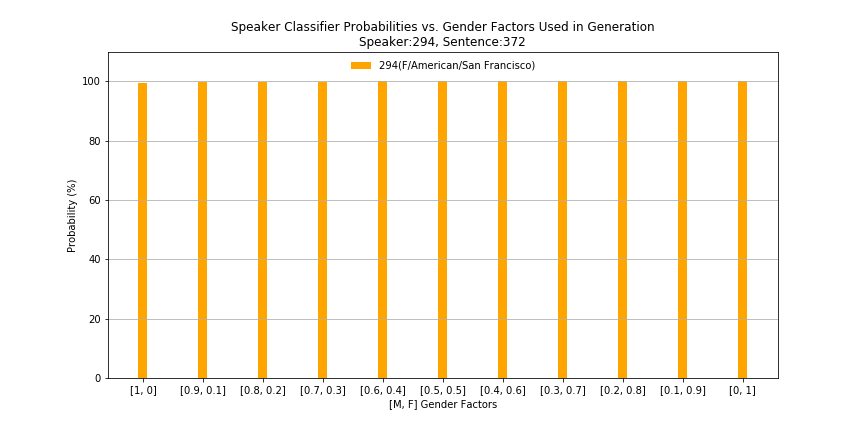 Speaker Classifier Probabilities vs. Gender Factors Used in Generation
Speaker:294, Sentence:372
294(F/American/San Francisco)
100
80
60
40
20
0
Probability (%)
[1, 0] [0.9, 0.1] [0.8, 0.2] [0.7, 0.3] [0.6, 0.4] [0.5, 0.5] [0.4, 0.6] [0.3, 0.7] [0.2, 0.8] [0.1, 0.9] [0, 1]
[M, F] Gender Factors